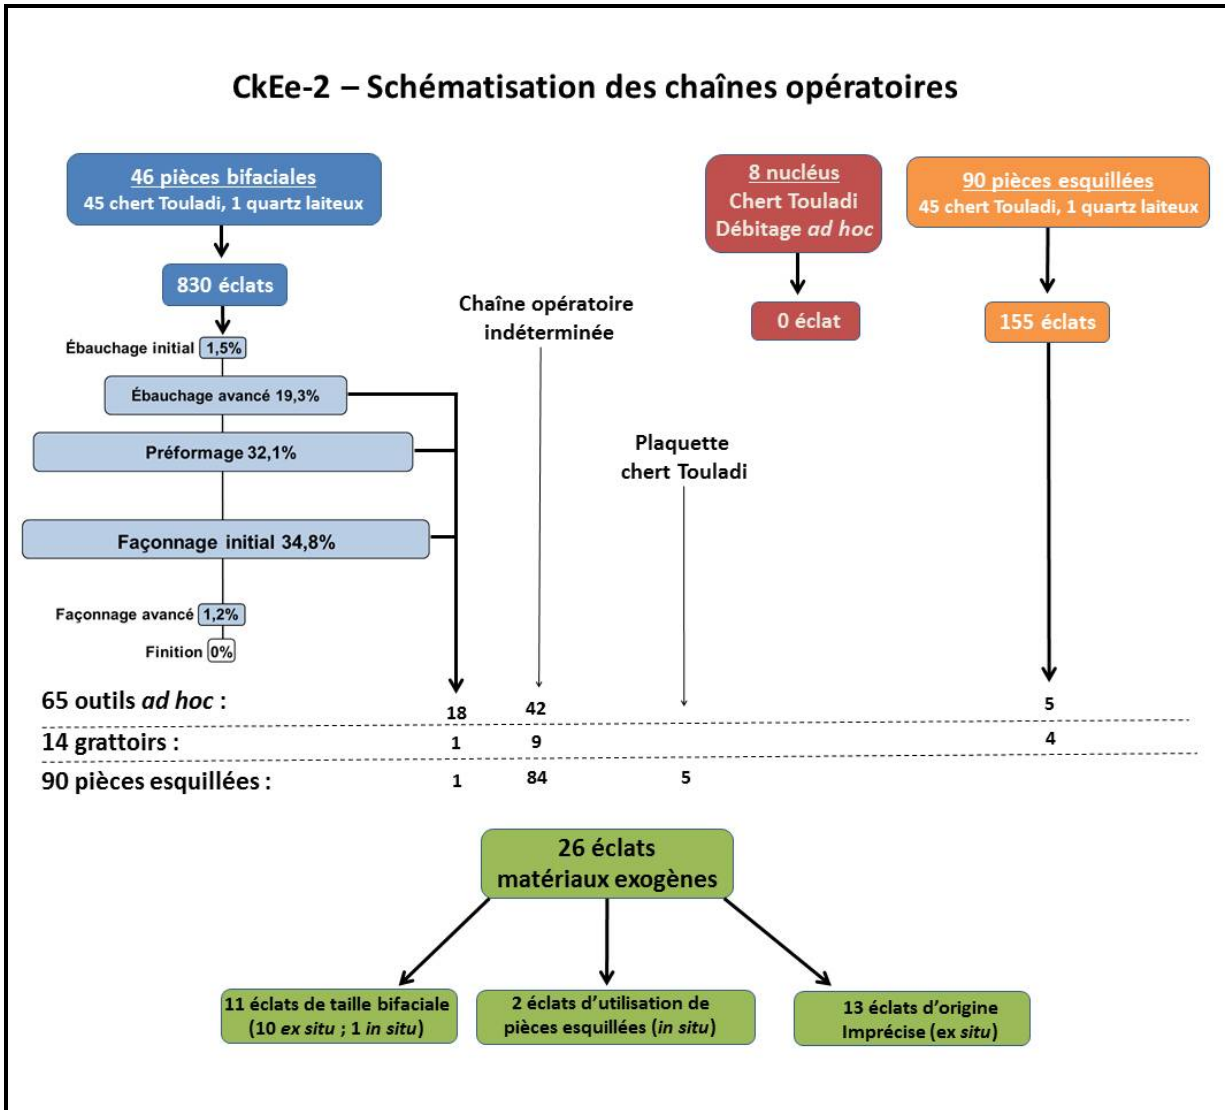 CkEe-2 – Schématisation des chaînes opératoires
46 pièces bifaciales
45 chert Touladi, 1 quartz laiteux
830 éclats
Ébauchage initial 1,5%
Ébauchage avancé 19,3%
Préformage 32,1%
Façonnage initial 34,8%
Façonnage avancé 1,2%
Finition 0%
Chaîne opératoire
indéterminée
Plaquette
chert Touladi
8 nucléus
Chert Touladi
Débitage ad hoc
0 éclat
90 pièces esquillées
45 chert Touladi, 1 quartz laiteux
155 éclats
65 outils ad hoc : 18 42 5
14 grattoirs : 1 9 4
90 pièces esquillées : 1 84 5
26 éclats
matériaux exogènes
11 éclats de taille bifaciale
(10 ex situ ; 1 in situ)
2 éclats d'utilisation de
pièces esquillées (in situ)
13 éclats d'origine
Imprécise (ex situ)